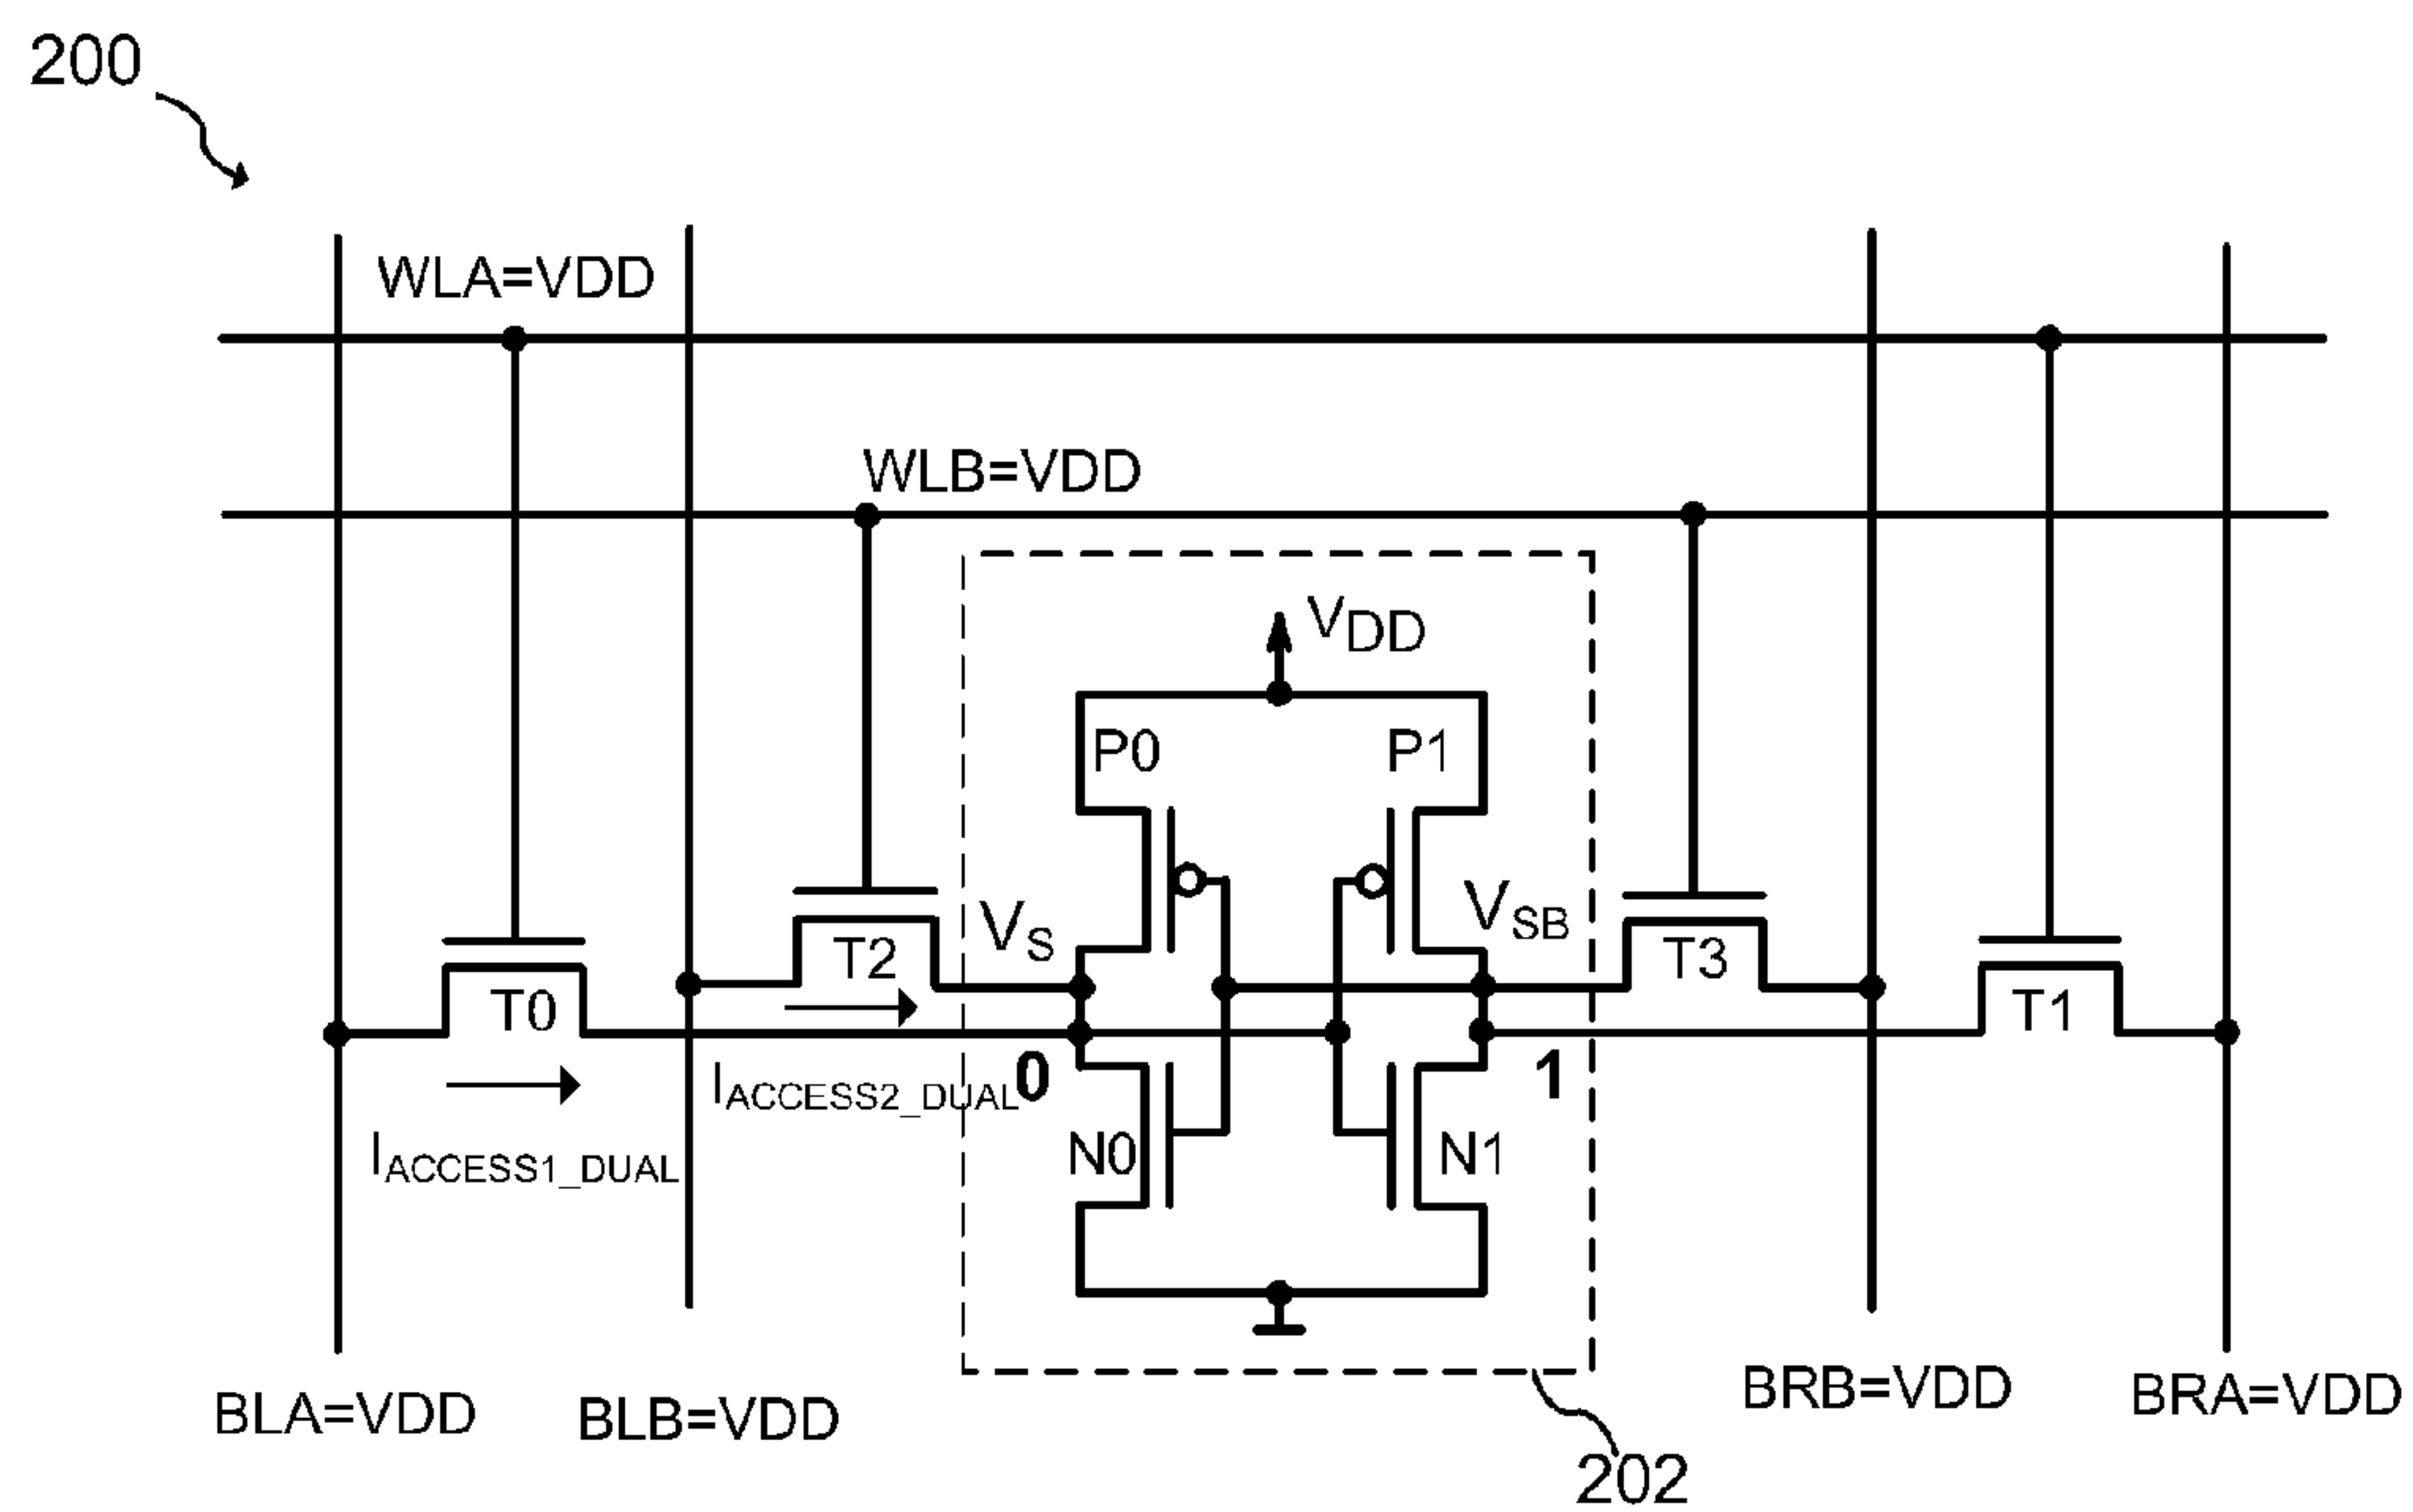 200
WLA=VDD
WLB=VDD
VDD
P0
P1
VS
VSB
T2
T3
T0
T1
0
1
IACCESS2_DUAL
IACCESS1_DUAL
N0
N1
BLA=VDD
BLB=VDD
BRB=VDD
BRA=VDD
202